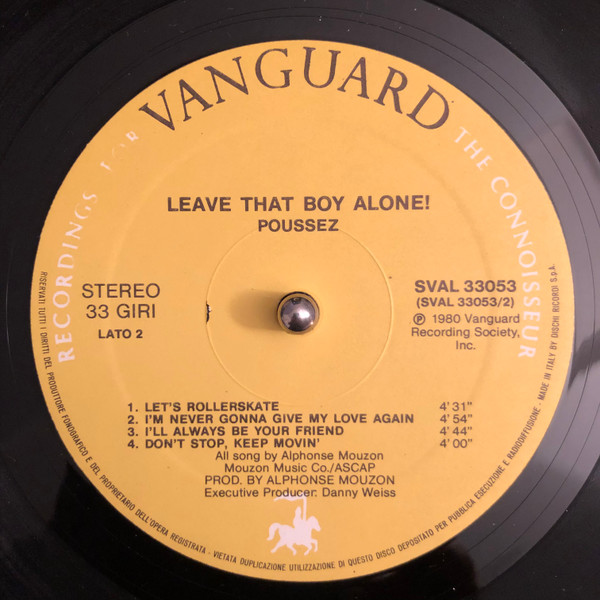 VANGUARD
RECORDINGS FOR THE CONNOISSEUR
LEAVE THAT BOY ALONE!
POUSSEZ
STEREO
33 GIRI
LATO 2
SVAL 33053
(SVAL 33053/2)
℗ 1980 Vanguard
Recording Society,
Inc.
1. LET'S ROLLERSKATE 4'31"
2. I'M NEVER GONNA GIVE MY LOVE AGAIN 4'54"
3. I'LL ALWAYS BE YOUR FRIEND 4'44"
4. DON'T STOP, KEEP MOVIN' 4'00"
All song by Alphonse Mouzon
Mouzon Music Co./ASCAP
PROD. BY ALPHONSE MOUZON
Executive Producer: Danny Weiss
RISERVATI TUTTI I DIRITTI DEL PRODUTTORE FONOGRAFICO E DEL PROPRIETARIO DELL'OPERA REGISTRATA - VIETATA DUPLICAZIONE UTILIZZAZIONE DI QUESTO DISCO DEPOSITATO PER PUBBLICA ESECUZIONE E RADIODIFFUSIONE - MADE IN ITALY BY DISCHI RICORDI S.p.A.